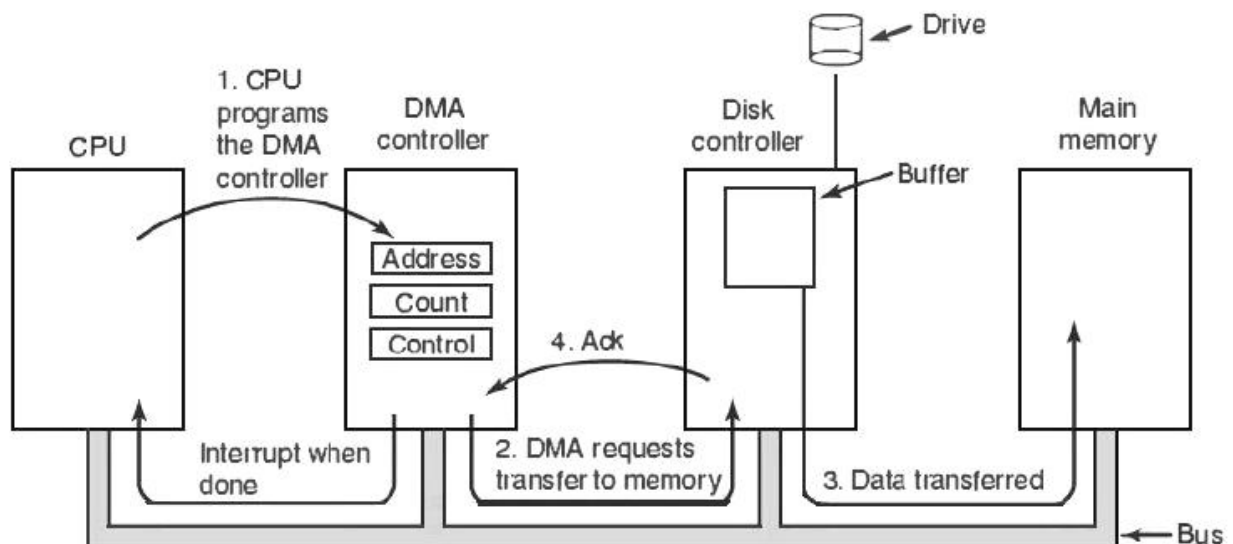 Drive
1. CPU
programs
the DMA
controller
CPU
DMA
controller
Disk
controller
Main
memory
Buffer
Address
Count
Control
4. Ack
Interrupt when
done
2. DMA requests
transfer to memory
3. Data transferred
Bus